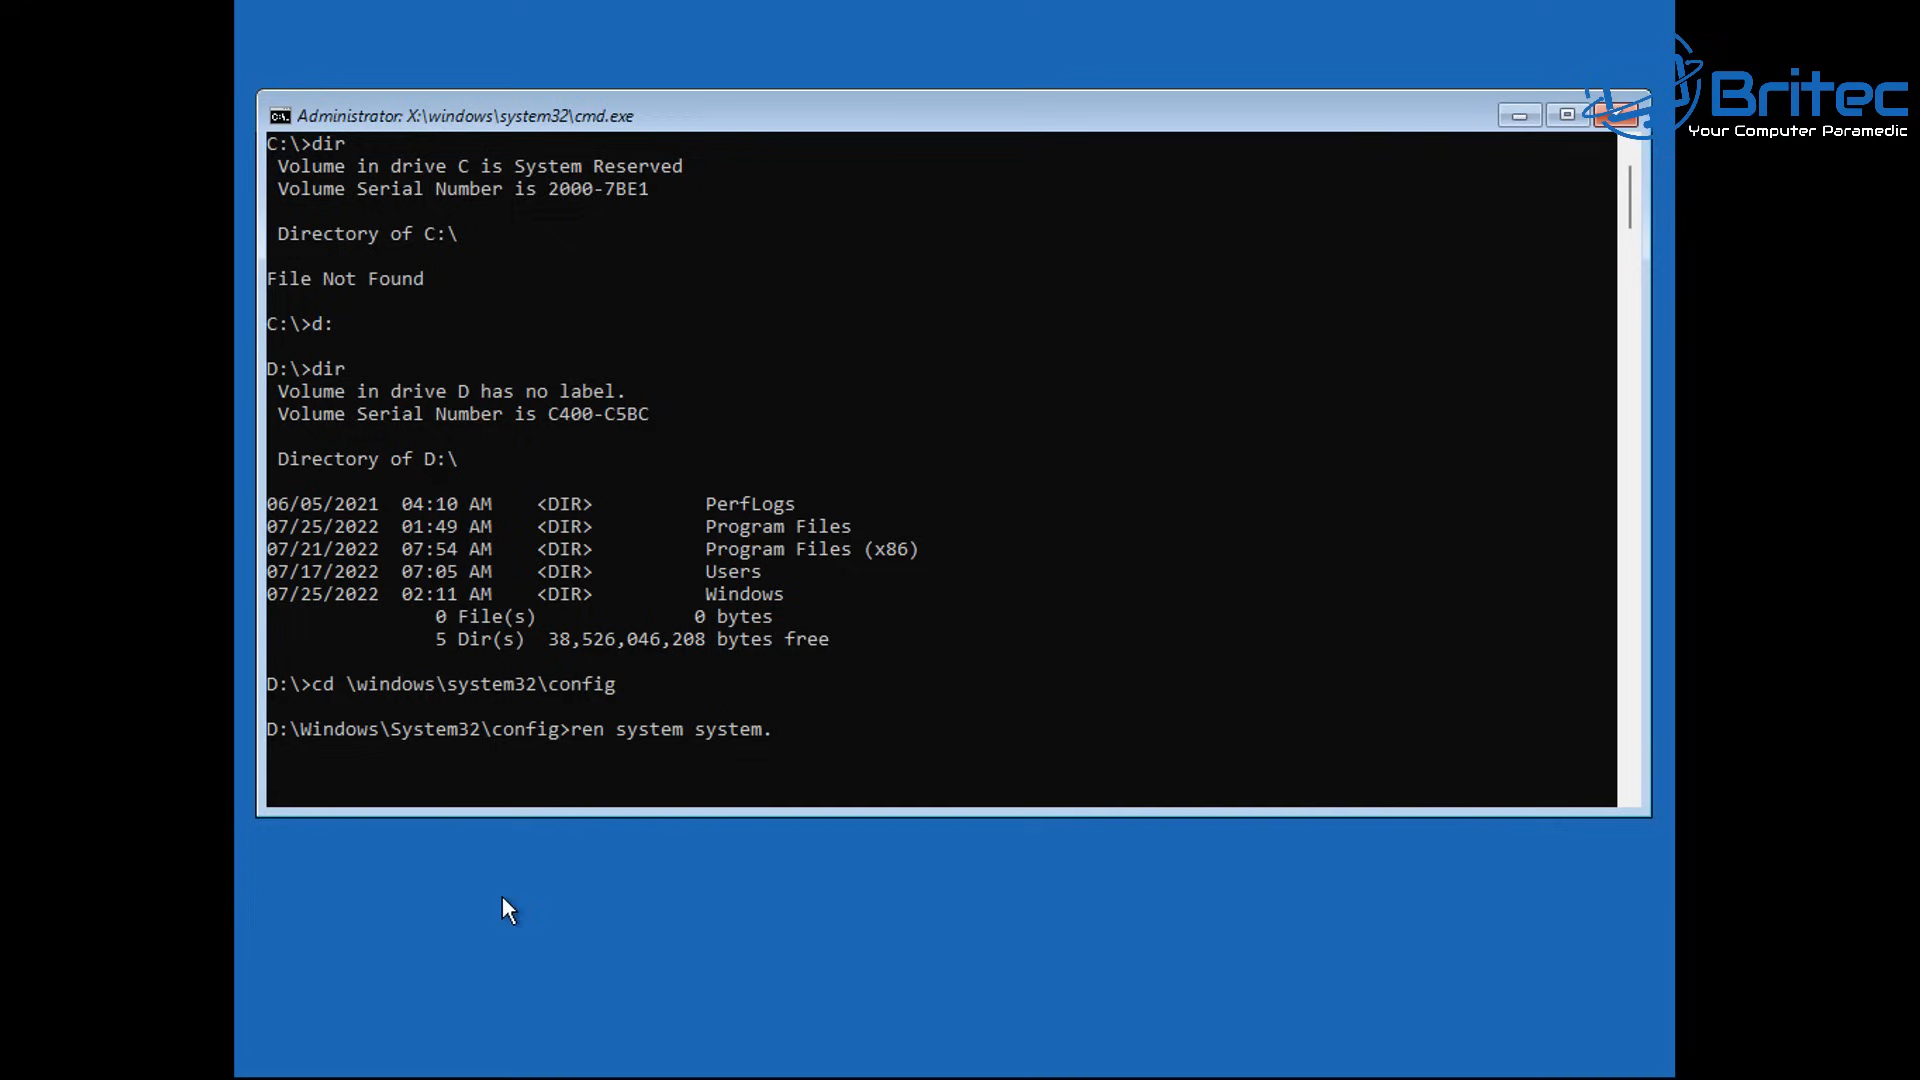 Britec
Your Computer Paramedic
Administrator: X:\windows\system32\cmd.exe
C:\>dir
Volume in drive C is System Reserved
Volume Serial Number is 2000-7BE1
Directory of C:\
File Not Found
C:\>d:
D:\>dir
Volume in drive D has no label.
Volume Serial Number is C400-C5BC
Directory of D:\
06/05/2021  04:10 AM    <DIR>          PerfLogs
07/25/2022  01:49 AM    <DIR>          Program Files
07/21/2022  07:54 AM    <DIR>          Program Files (x86)
07/17/2022  07:05 AM    <DIR>          Users
07/25/2022  02:11 AM    <DIR>          Windows
0 File(s)              0 bytes
5 Dir(s)  38,526,046,208 bytes free
D:\>cd \windows\system32\config
D:\Windows\System32\config>ren system system.